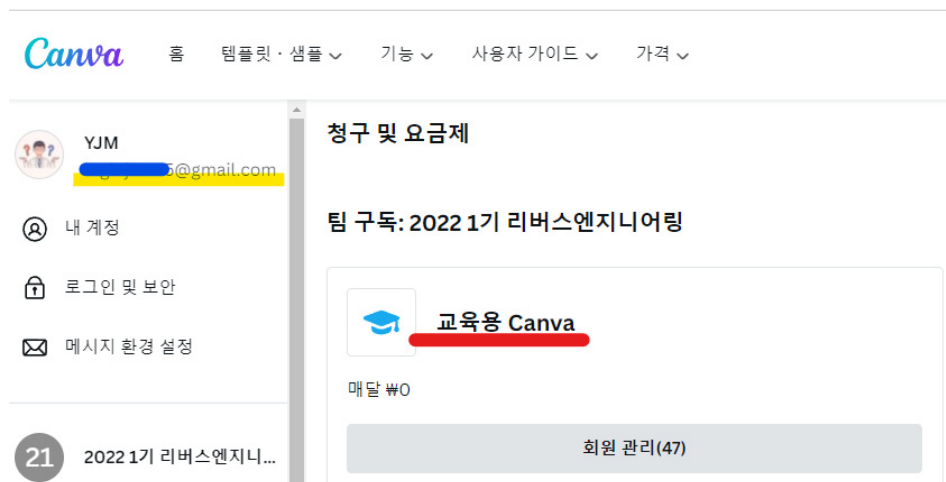 Canva 홈 템플릿 · 샘플 기능 사용자 가이드 가격
YJM
5@gmail.com
내 계정
로그인 및 보안
메시지 환경 설정
21 2022 1기 리버스엔지니...
청구 및 요금제
팀 구독: 2022 1기 리버스엔지니어링
교육용 Canva
매달 ₩0
회원 관리(47)